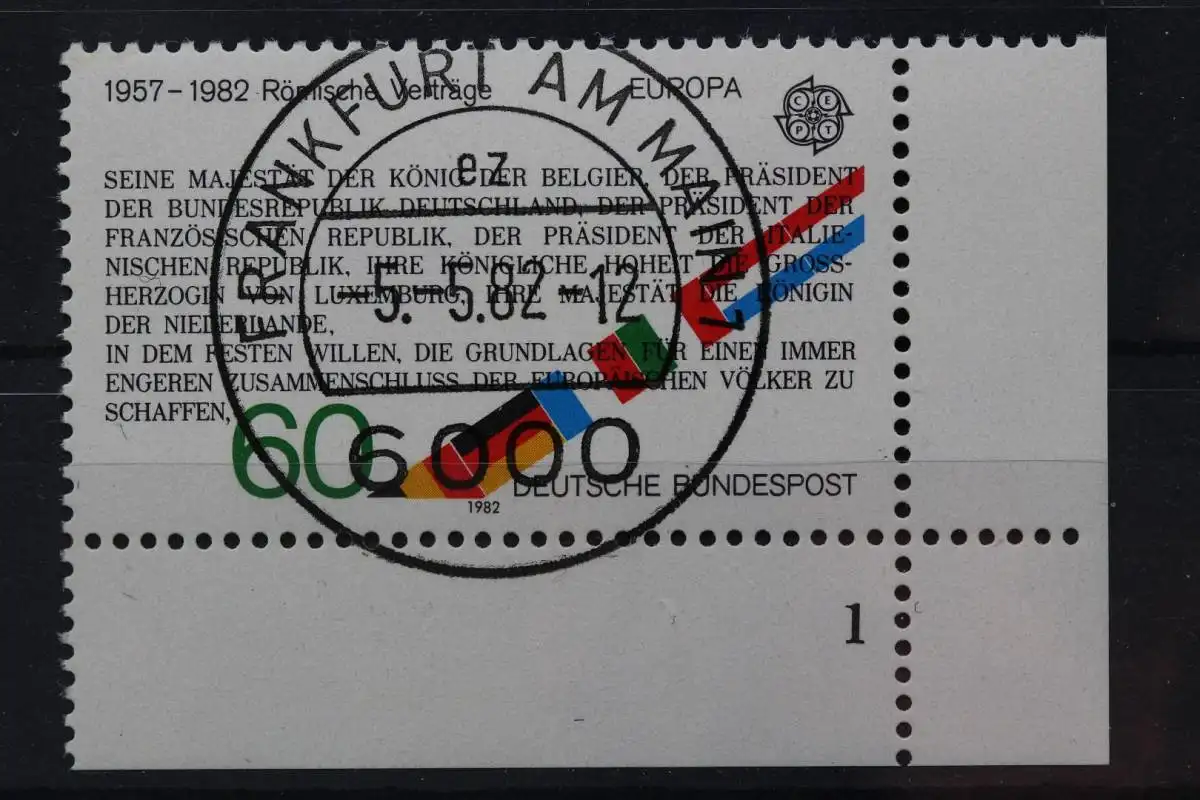 1957–1982 Römische Verträge EUROPA
CEPT
SEINE MAJESTÄT DER KÖNIG DER BELGIER, DER PRÄSIDENT
DER BUNDESREPUBLIK DEUTSCHLAND, DER PRÄSIDENT DER
FRANZÖSISCHEN REPUBLIK, DER PRÄSIDENT DER ITALIE-
NISCHEN REPUBLIK, IHRE KÖNIGLICHE HOHEIT DIE GROSS-
HERZOGIN VON LUXEMBURG, IHRE MAJESTÄT DIE KÖNIGIN
DER NIEDERLANDE,
IN DEM FESTEN WILLEN, DIE GRUNDLAGEN FÜR EINEN IMMER
ENGEREN ZUSAMMENSCHLUSS DER EUROPÄISCHEN VÖLKER ZU
SCHAFFEN,
60
DEUTSCHE BUNDESPOST
1982
FRANKFURT AM MAIN 1
ez
-5.-5.82-12
6000
1